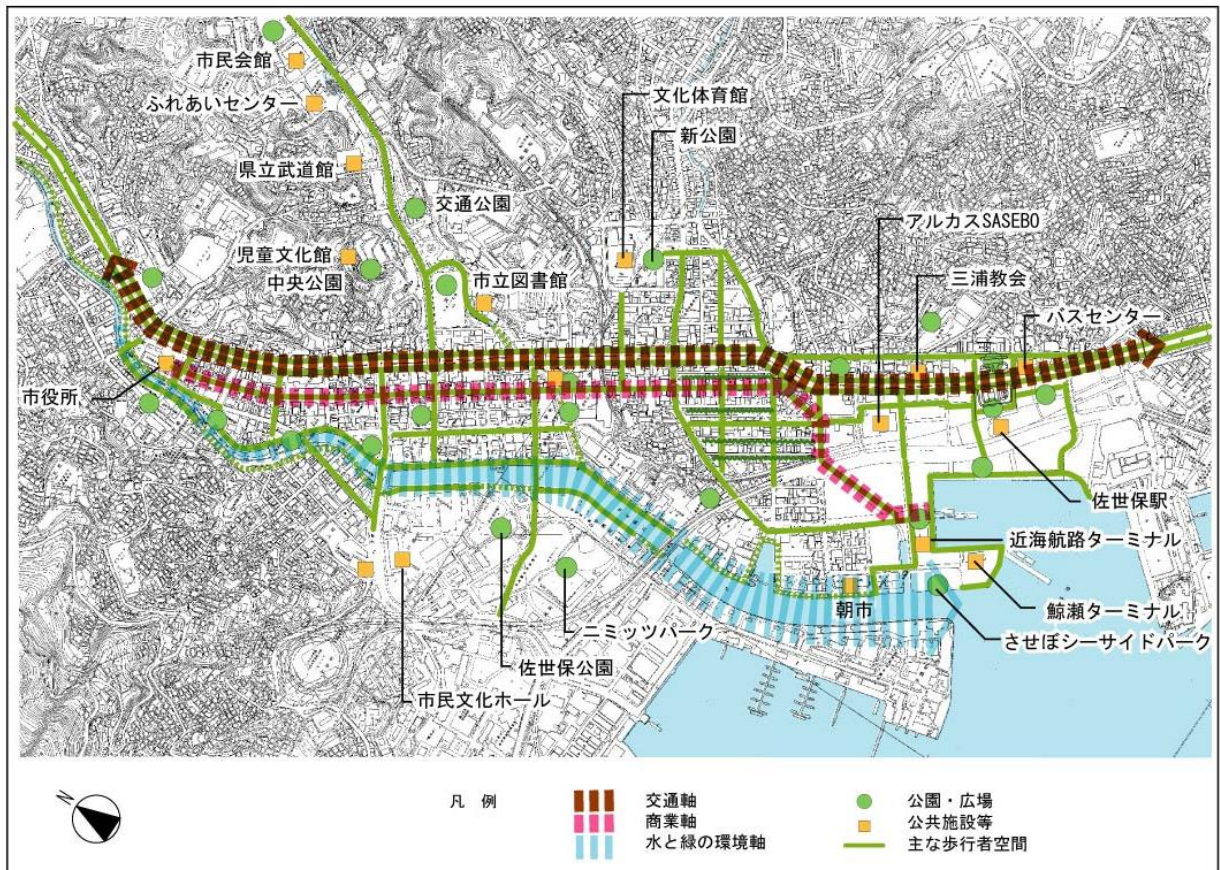 市民会館
ふれあいセンター
文化体育館
新公園
県立武道館
交通公園
アルカスSASEBO
児童文化館
中央公園
市立図書館
三浦教会
バスセンター
市役所
佐世保駅
近海航路ターミナル
朝市
鯨瀬ターミナル
ニミッツパーク
させぼシーサイドパーク
佐世保公園
市民文化ホール
N
凡 例
交通軸
商業軸
水と緑の環境軸
公園・広場
公共施設等
主な歩行者空間